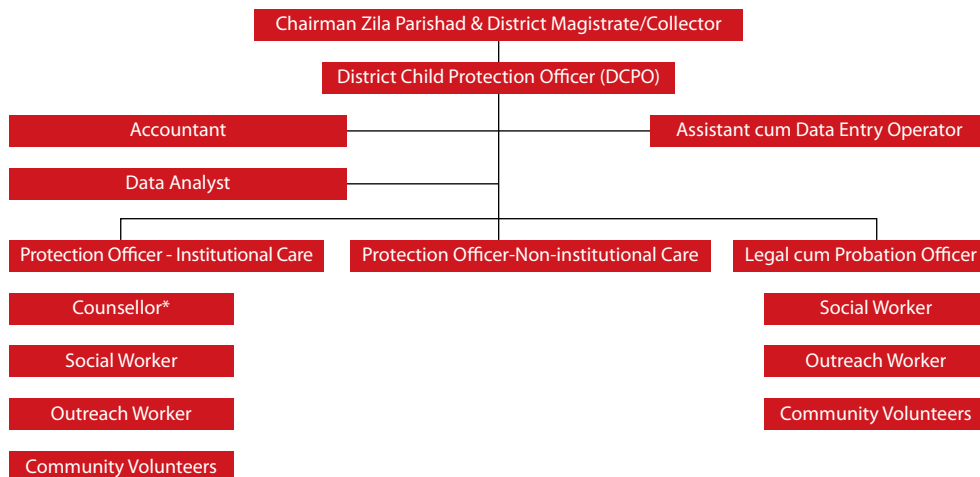 Chairman Zila Parishad & District Magistrate/Collector
District Child Protection Officer (DCPO)
Accountant
Assistant cum Data Entry Operator
Data Analyst
Protection Officer - Institutional Care
Protection Officer-Non-institutional Care
Legal cum Probation Officer
Counsellor*
Social Worker
Social Worker
Outreach Worker
Outreach Worker
Community Volunteers
Community Volunteers